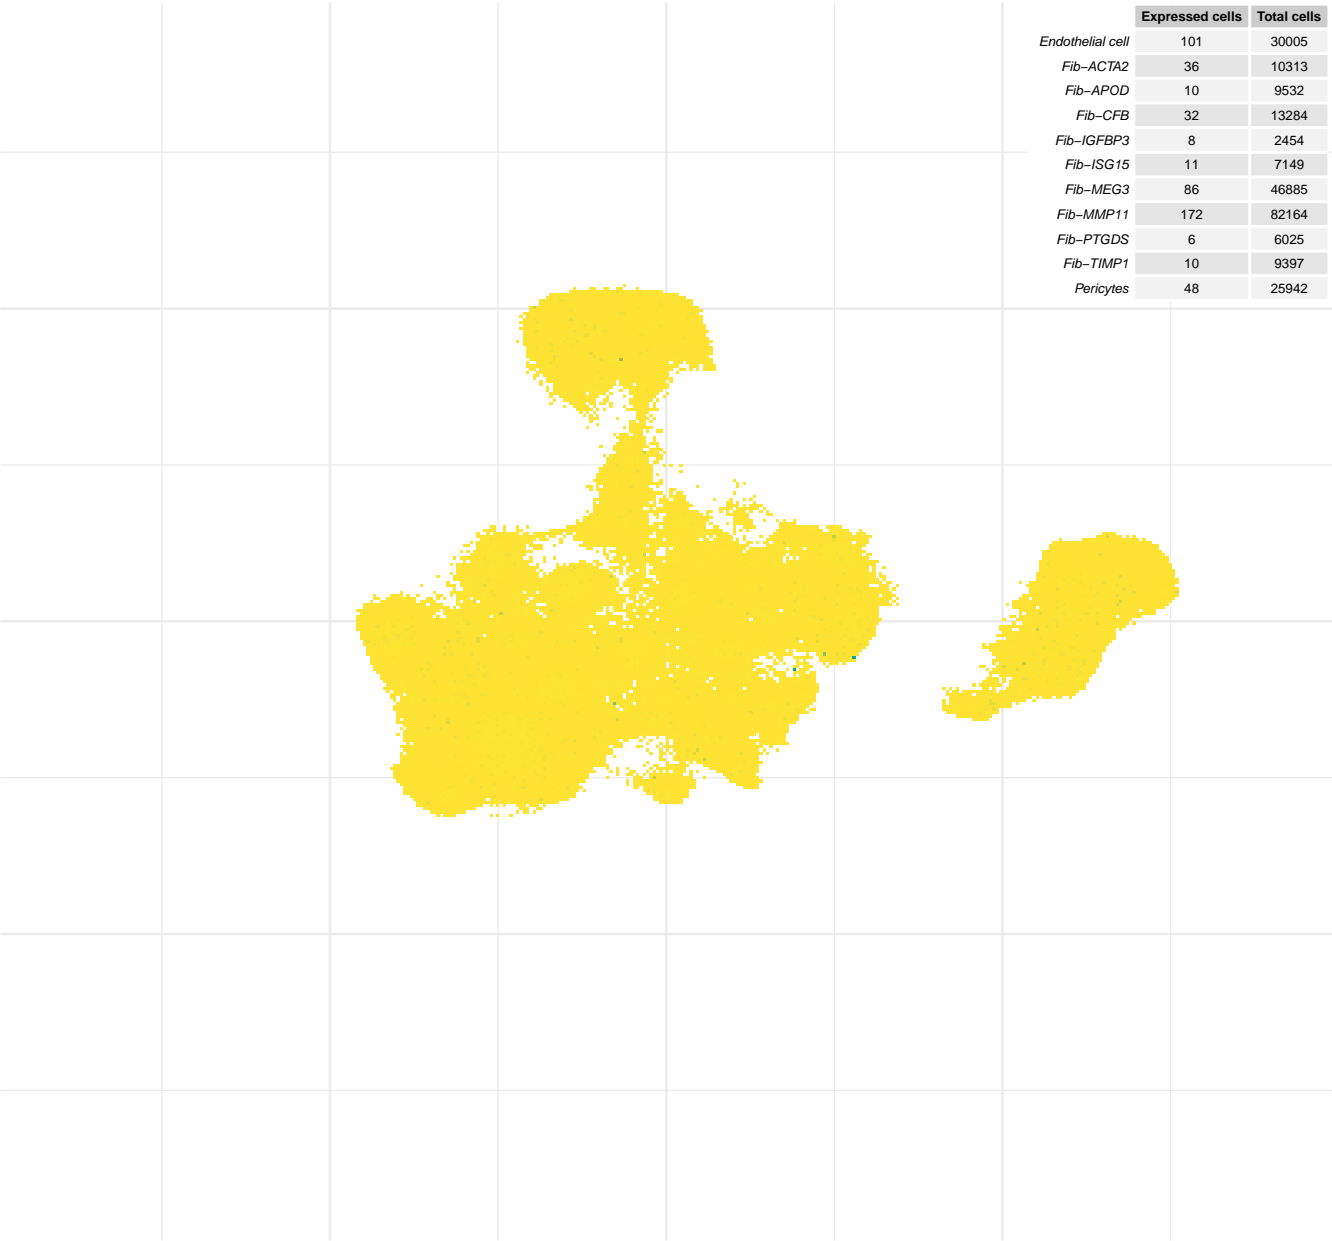 Expressed cells Total cells
Endothelial cell 101 30005
Fib−ACTA2 36 10313
Fib−APOD 10 9532
Fib−CFB 32 13284
Fib−IGFBP3 8 2454
Fib−ISG15 11 7149
Fib−MEG3 86 46885
Fib−MMP11 172 82164
Fib−PTGDS 6 6025
Fib−TIMP1 10 9397
Pericytes 48 25942